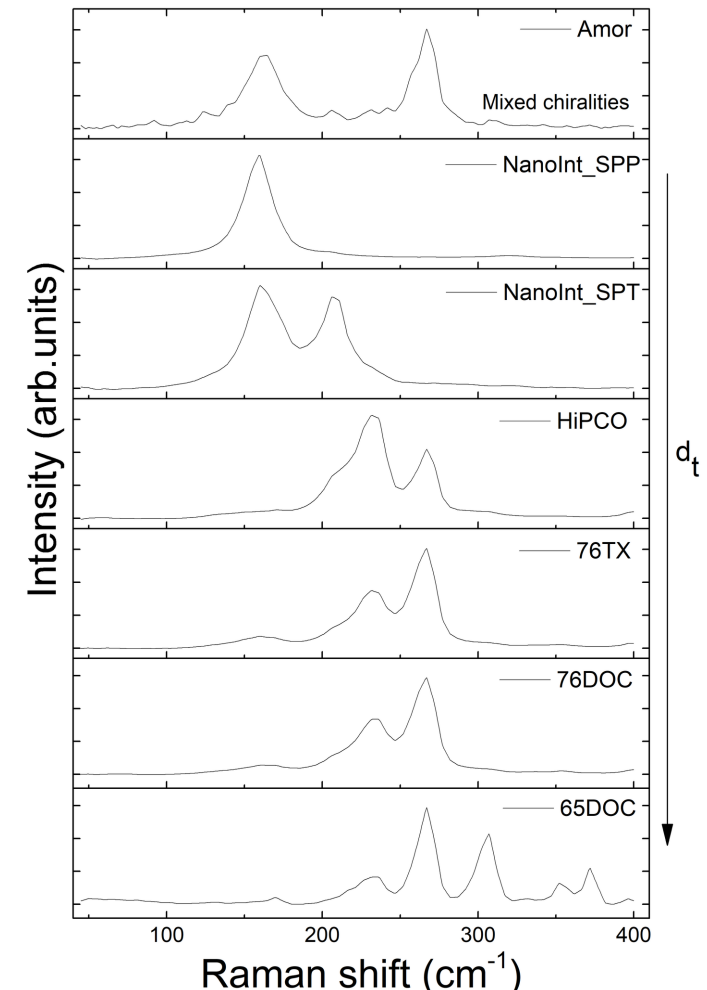 Amor
Mixed chiralities
NanoInt_SPP
NanoInt_SPT
HiPCO
76TX
76DOC
65DOC
Intensity (arb.units)
dt
100 200 300 400
Raman shift (cm-1)